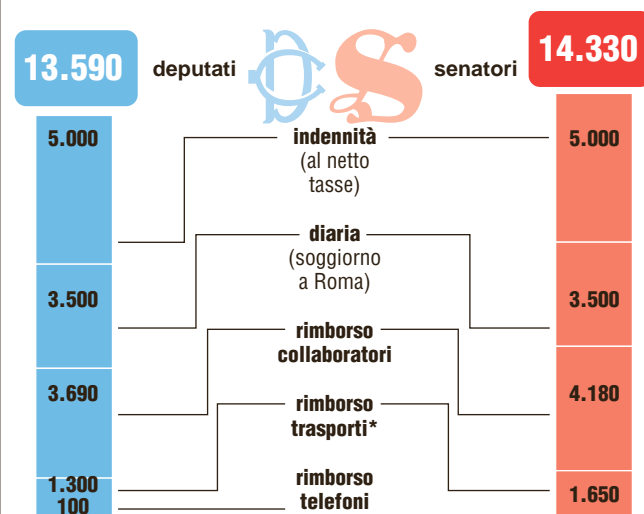 13.590 deputati senatori 14.330
5.000 indennità 5.000
(al netto
tasse)
diaria
(soggiorno
a Roma)
3.500 3.500
rimborso
collaboratori
3.690 4.180
rimborso
trasporti*
1.300 1.650
rimborso
telefoni
100